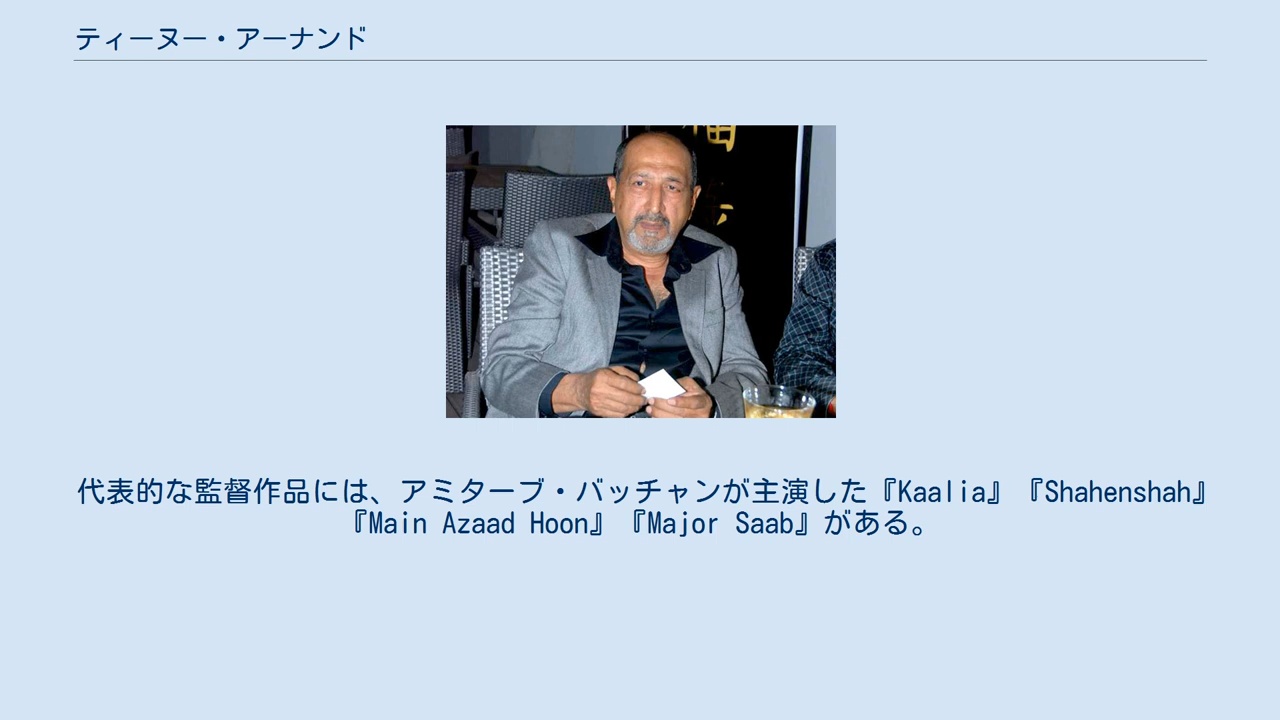 ティーヌー・アーナンド
代表的な監督作品には、アミターブ・バッチャンが主演した『Kaalia』『Shahenshah』
『Main Azaad Hoon』『Major Saab』がある。